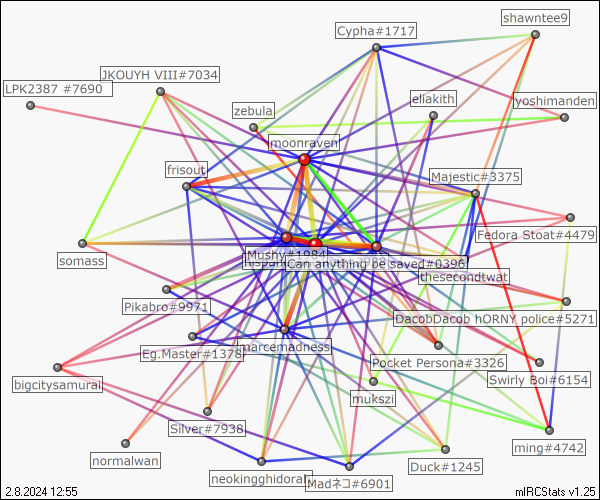 shawntee9
Cypha#1717
JKOUYH VIII#7034
LPK2387 #7690
eliakith
yoshimanden
zebula
moonraven
frisout
Majestic#3375
Fedora Stoat#4479
Mushy#1984
somass
Can anything be saved#0396
thesecondtwat
Pikabro#9971
DacobDacob hORNY police#5271
marcemadness
Eg.Master#1378
Pocket Persona#3326
Swirly Boi#6154
bigcitysamurai
mukszi
Silver#7938
ming#4742
normalwan
Duck#1245
neokingghidorah
Madネコ#6901
2.8.2024 12:55
mIRCStats v1.25